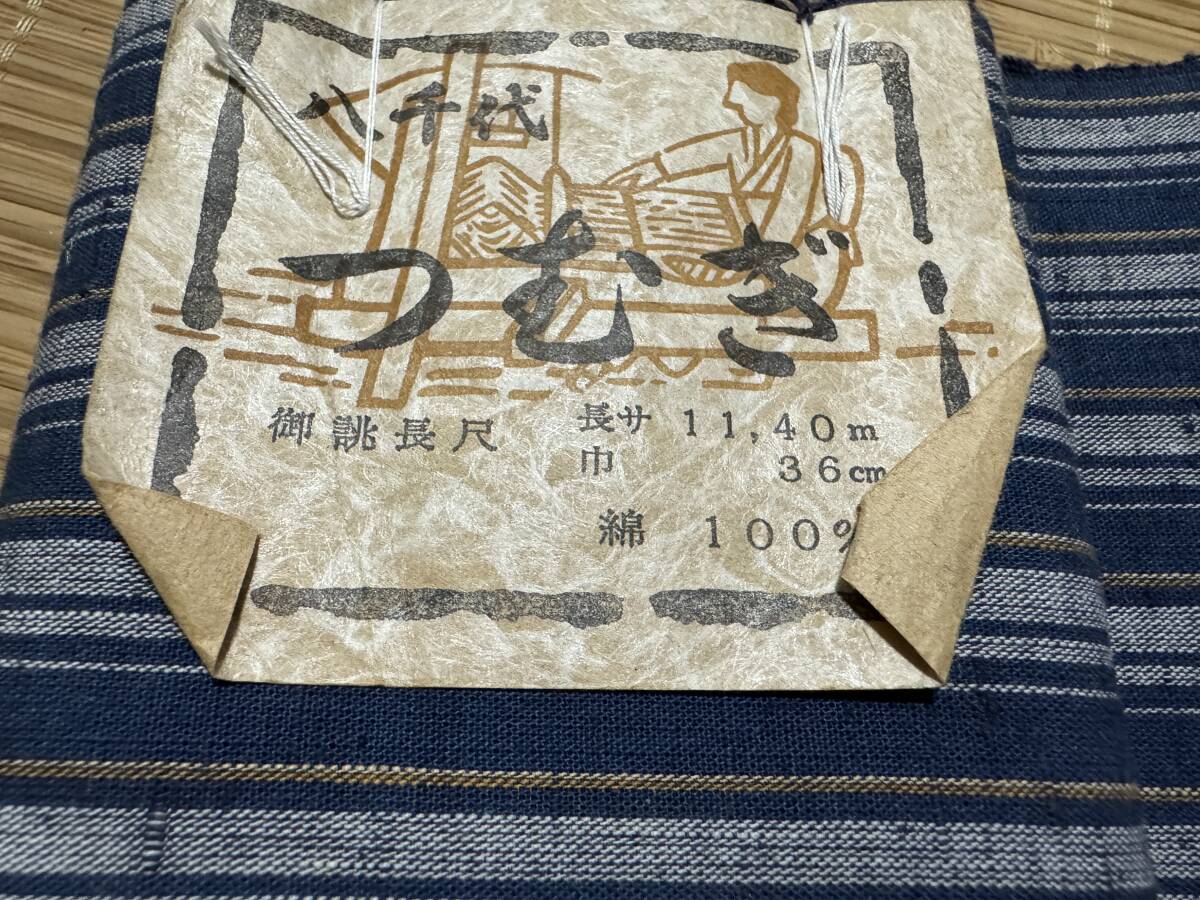 八千代
つむぎ
御誂長尺
長サ 11,40m
巾 36cm
綿 100%